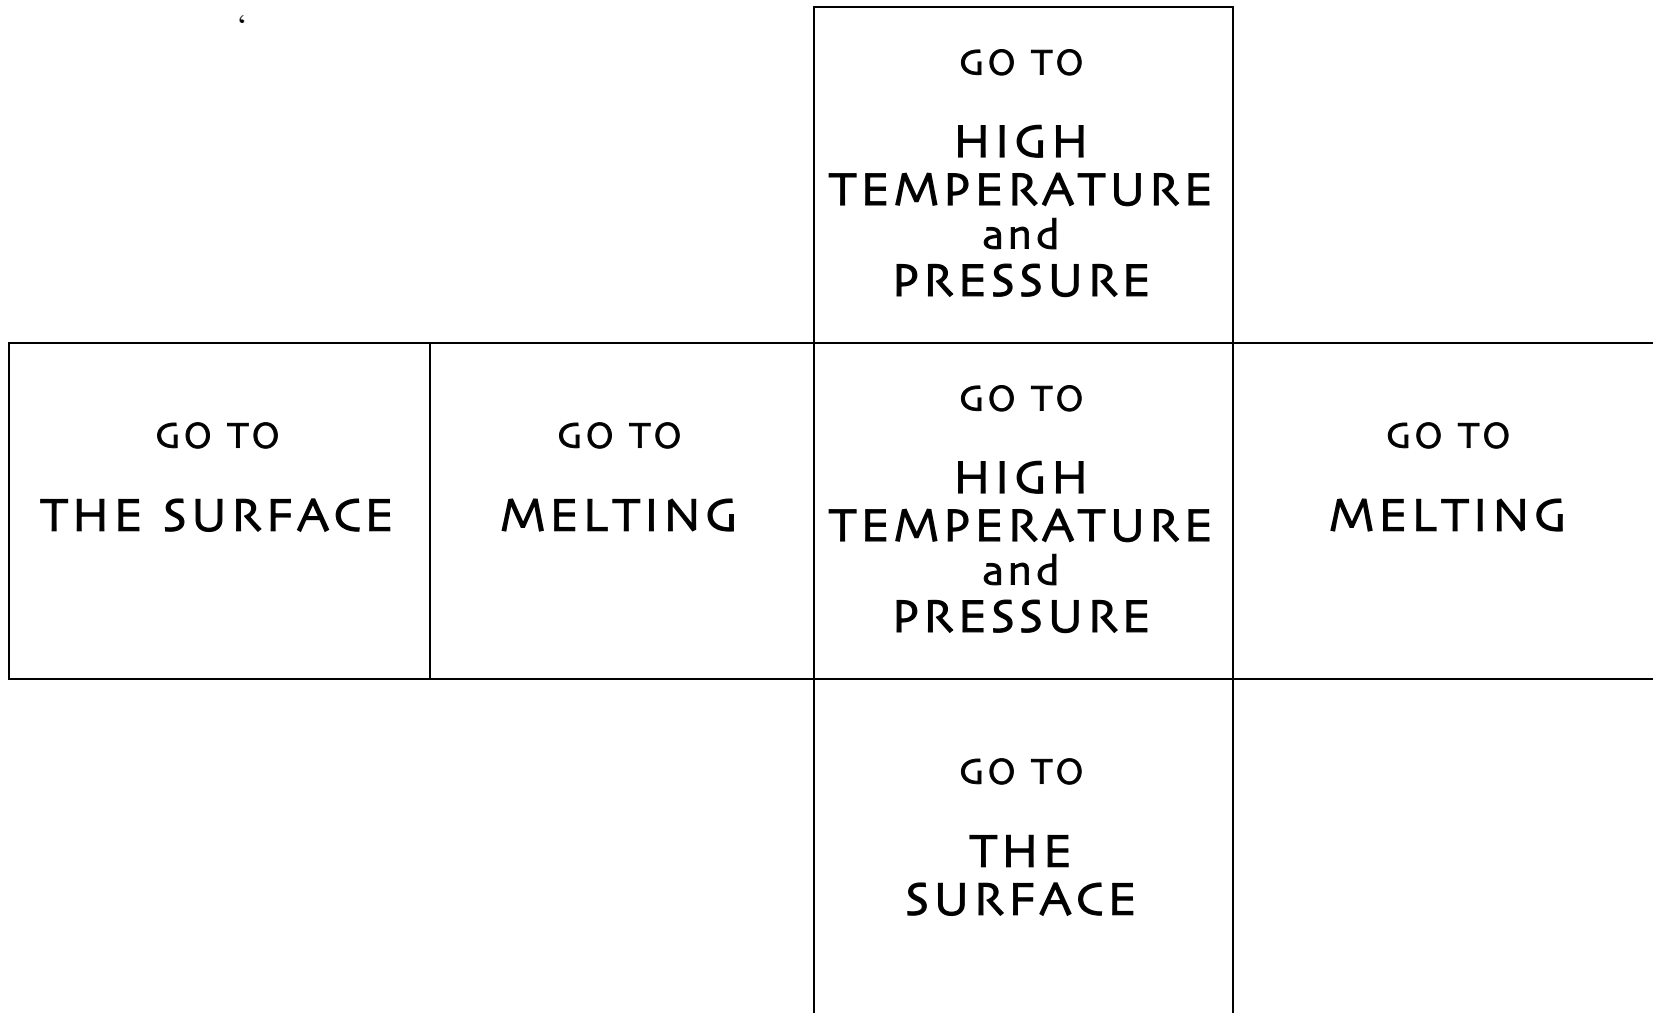 ‘
GO TO
HIGH
TEMPERATURE
and
PRESSURE
GO TO
THE SURFACE
GO TO
MELTING
GO TO
HIGH
TEMPERATURE
and
PRESSURE
GO TO
MELTING
GO TO
THE
SURFACE